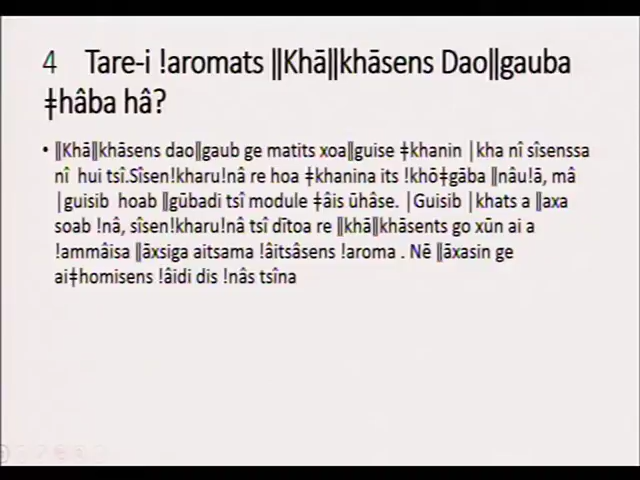 4 Tare-i !aromats ǁKhāǁkhāsens Daoǁgauba
ǂhâba hâ?
• ǁKhāǁkhāsens daoǁgaub ge matits xoaǁguise ǂkhanin ǀkha nî sîsenssa
nî hui tsî.Sîsen!kharu!nâ re hoa ǂkhanina its !khōǂgāba ǁnâu!ā, mâ
ǀguisib hoab ǁgūbadi tsî module ǂâis ūhâse. ǀGuisib ǀkhats a ǁaxa
soab !nâ, sîsen!kharu!nâ tsî dītoa re ǁkhāǁkhāsents go xūn ai a
!ammâisa ǁāxsiga aitsama !âitsâsens !aroma . Nē ǁāxasin ge
aiǂhomisens !âidi dis !nâs tsîna